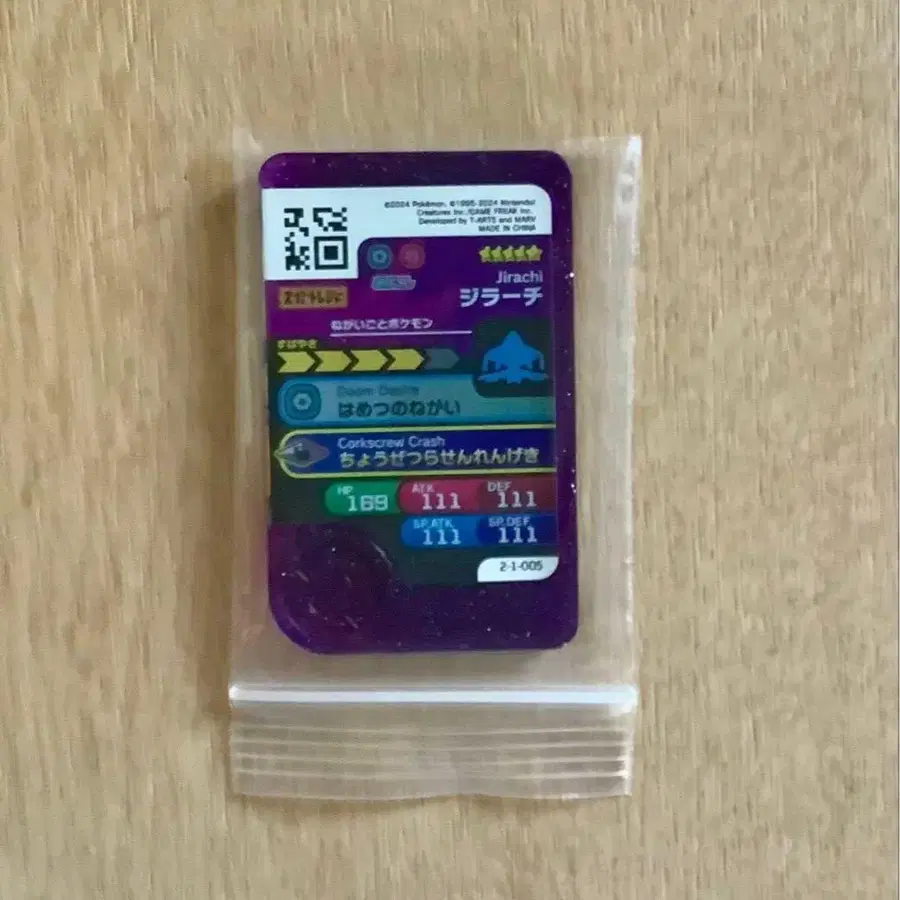 ©2024 Pokémon. ©1995-2024 Nintendo/
Creatures Inc./GAME FREAK inc.
Developed by T-ARTS and MARV
MADE IN CHINA
Jirachi
ジラーチ
ねがいごとポケモン
すばやさ
Doom Desire
はめつのねがい
Corkscrew Crash
ちょうぜつらせんれんげき
HP
169
ATK
111
DEF
111
SP.ATK
111
SP.DEF
111
2-1-005